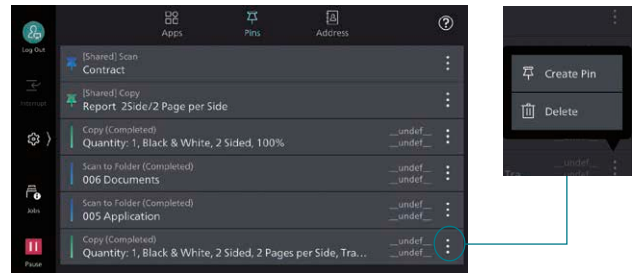 Apps
Pins
Address
?
Log Out
Interrupt
Jobs
Pause
[Shared] Scan
Contract
[Shared] Copy
Report 2Side/2 Page per Side
Copy (Completed)
Quantity: 1, Black & White, 2 Sided, 100%
__undef__
__undef__
Scan to Folder (Completed)
006 Documents
__undef__
__undef__
Scan to Folder (Completed)
005 Application
__undef__
__undef__
Copy (Completed)
Quantity: 1, Black & White, 2 Sided, 2 Pages per Side, Tra...
__undef__
__undef__
Create Pin
Delete
__undef__
Tra... __undef__